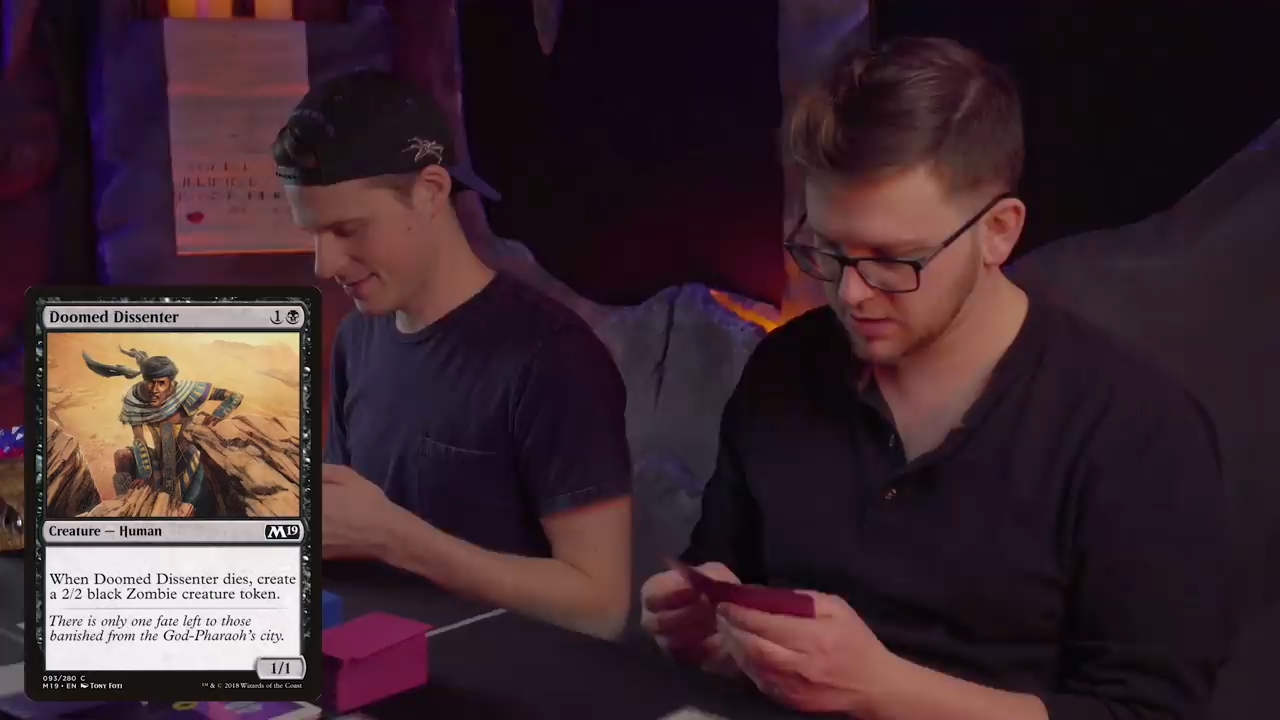 Doomed Dissenter 1
Creature — Human M19
When Doomed Dissenter dies, create
a 2/2 black Zombie creature token.
There is only one fate left to those
banished from the God-Pharaoh's city.
1/1
093/280 C
M19 • EN Tony Foti
™ & © 2018 Wizards of the Coast